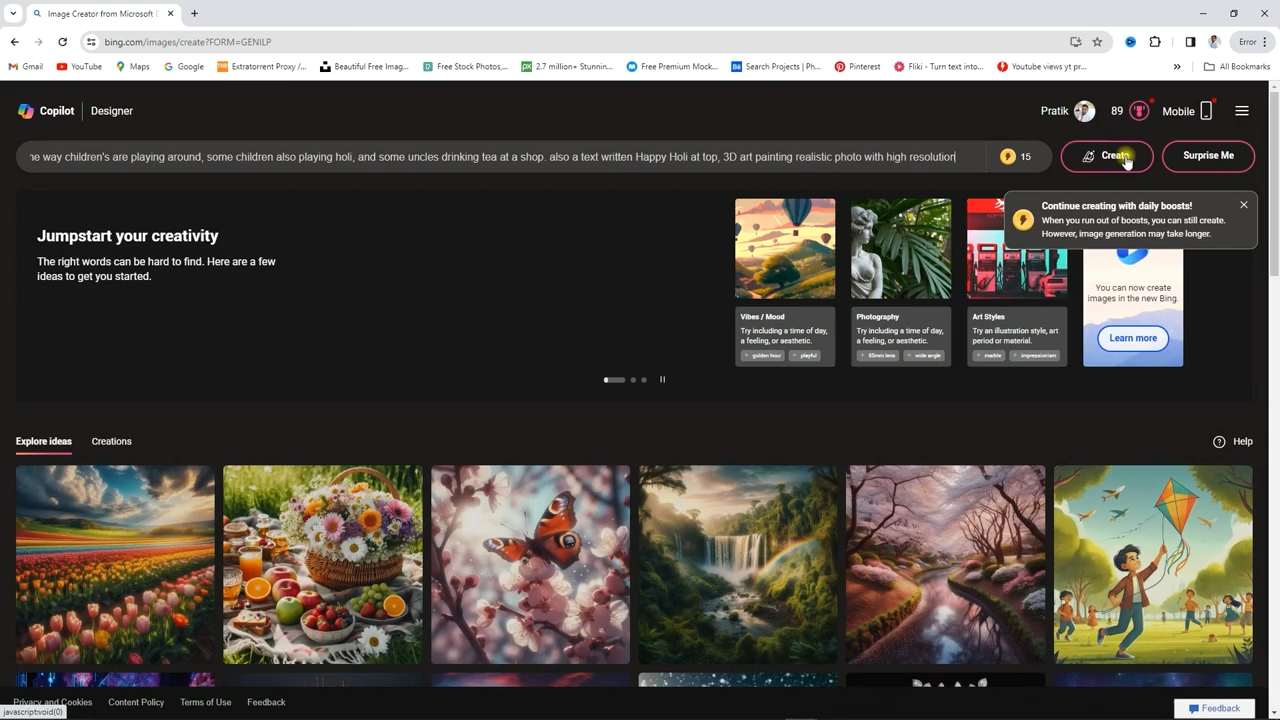 Image Creator from Microsoft
bing.com/images/create?FORM=GENILP
Error
Gmail
YouTube
Maps
Google
Extratorrent Proxy /...
Beautiful Free Imag...
Free Stock Photos,...
2.7 million+ Stunnin...
Free Premium Mock...
Search Projects | Ph...
Pinterest
Fliki - Turn text into...
Youtube views yt pr...
»
All Bookmarks
Copilot
Designer
Pratik
89
Mobile
way children's are playing around, some children also playing holi, and some uncles drinking tea at a shop. also a text written Happy Holi at top, 3D art painting realistic photo with high resolution
15
Create
Surprise Me
Continue creating with daily boosts!
When you run out of boosts, you can still create.
However, image generation may take longer.
Jumpstart your creativity
The right words can be hard to find. Here are a few
ideas to get you started.
Vibes / Mood
Try including a time of day,
a feeling, or aesthetic.
+ golden hour
+ playful
Photography
Try including a time of day,
a feeling, or aesthetic.
+ 85mm lens
+ wide angle
Art Styles
Try an illustration style, art
period or material.
+ marble
+ impressionism
You can now create
images in the new Bing.
Learn more
Explore ideas
Creations
Help
Privacy and Cookies
Content Policy
Terms of Use
Feedback
javascript:void(0)
Feedback